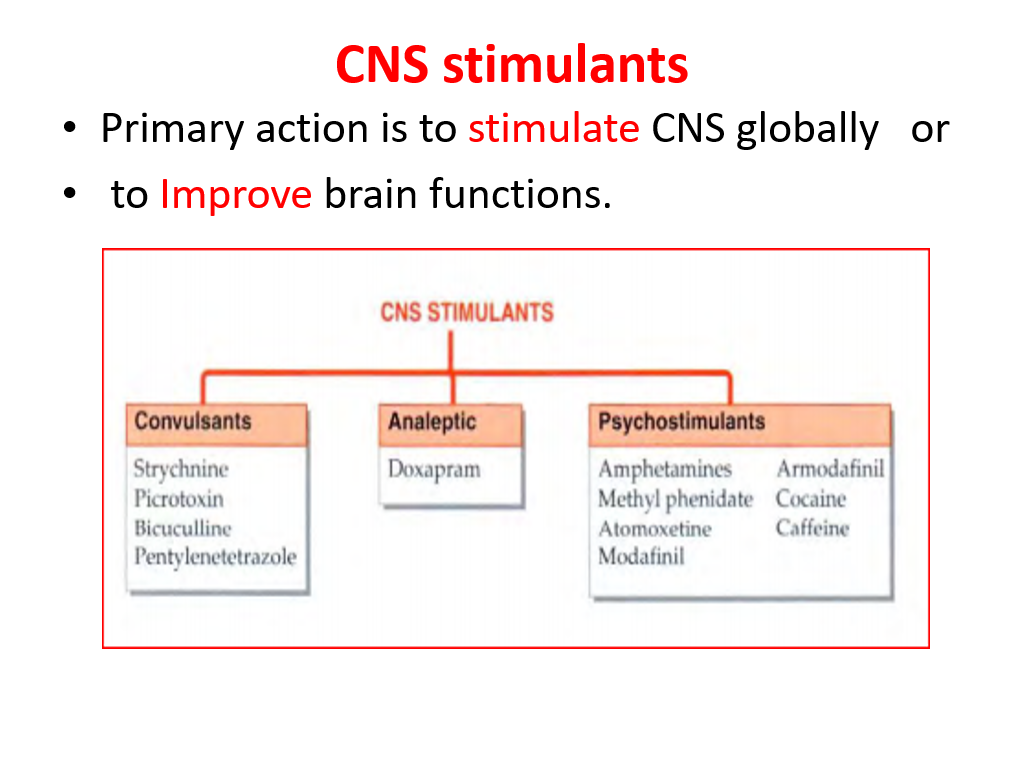 CNS stimulants
• Primary action is to stimulate CNS globally or
• to Improve brain functions.
CNS STIMULANTS
Convulsants
Strychnine
Picrotoxin
Bicuculline
Pentylenetetrazole
Analeptic
Doxapram
Psychostimulants
Amphetamines Armodafinil
Methyl phenidate Cocaine
Atomoxetine Caffeine
Modafinil